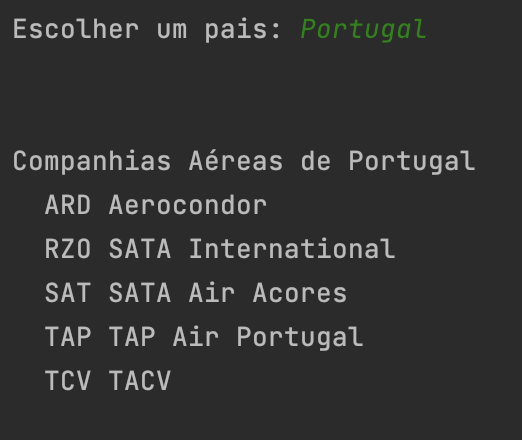 Escolher um pais: Portugal
Companhias Aéreas de Portugal
ARD Aerocondor
RZO SATA International
SAT SATA Air Acores
TAP TAP Air Portugal
TCV TACV